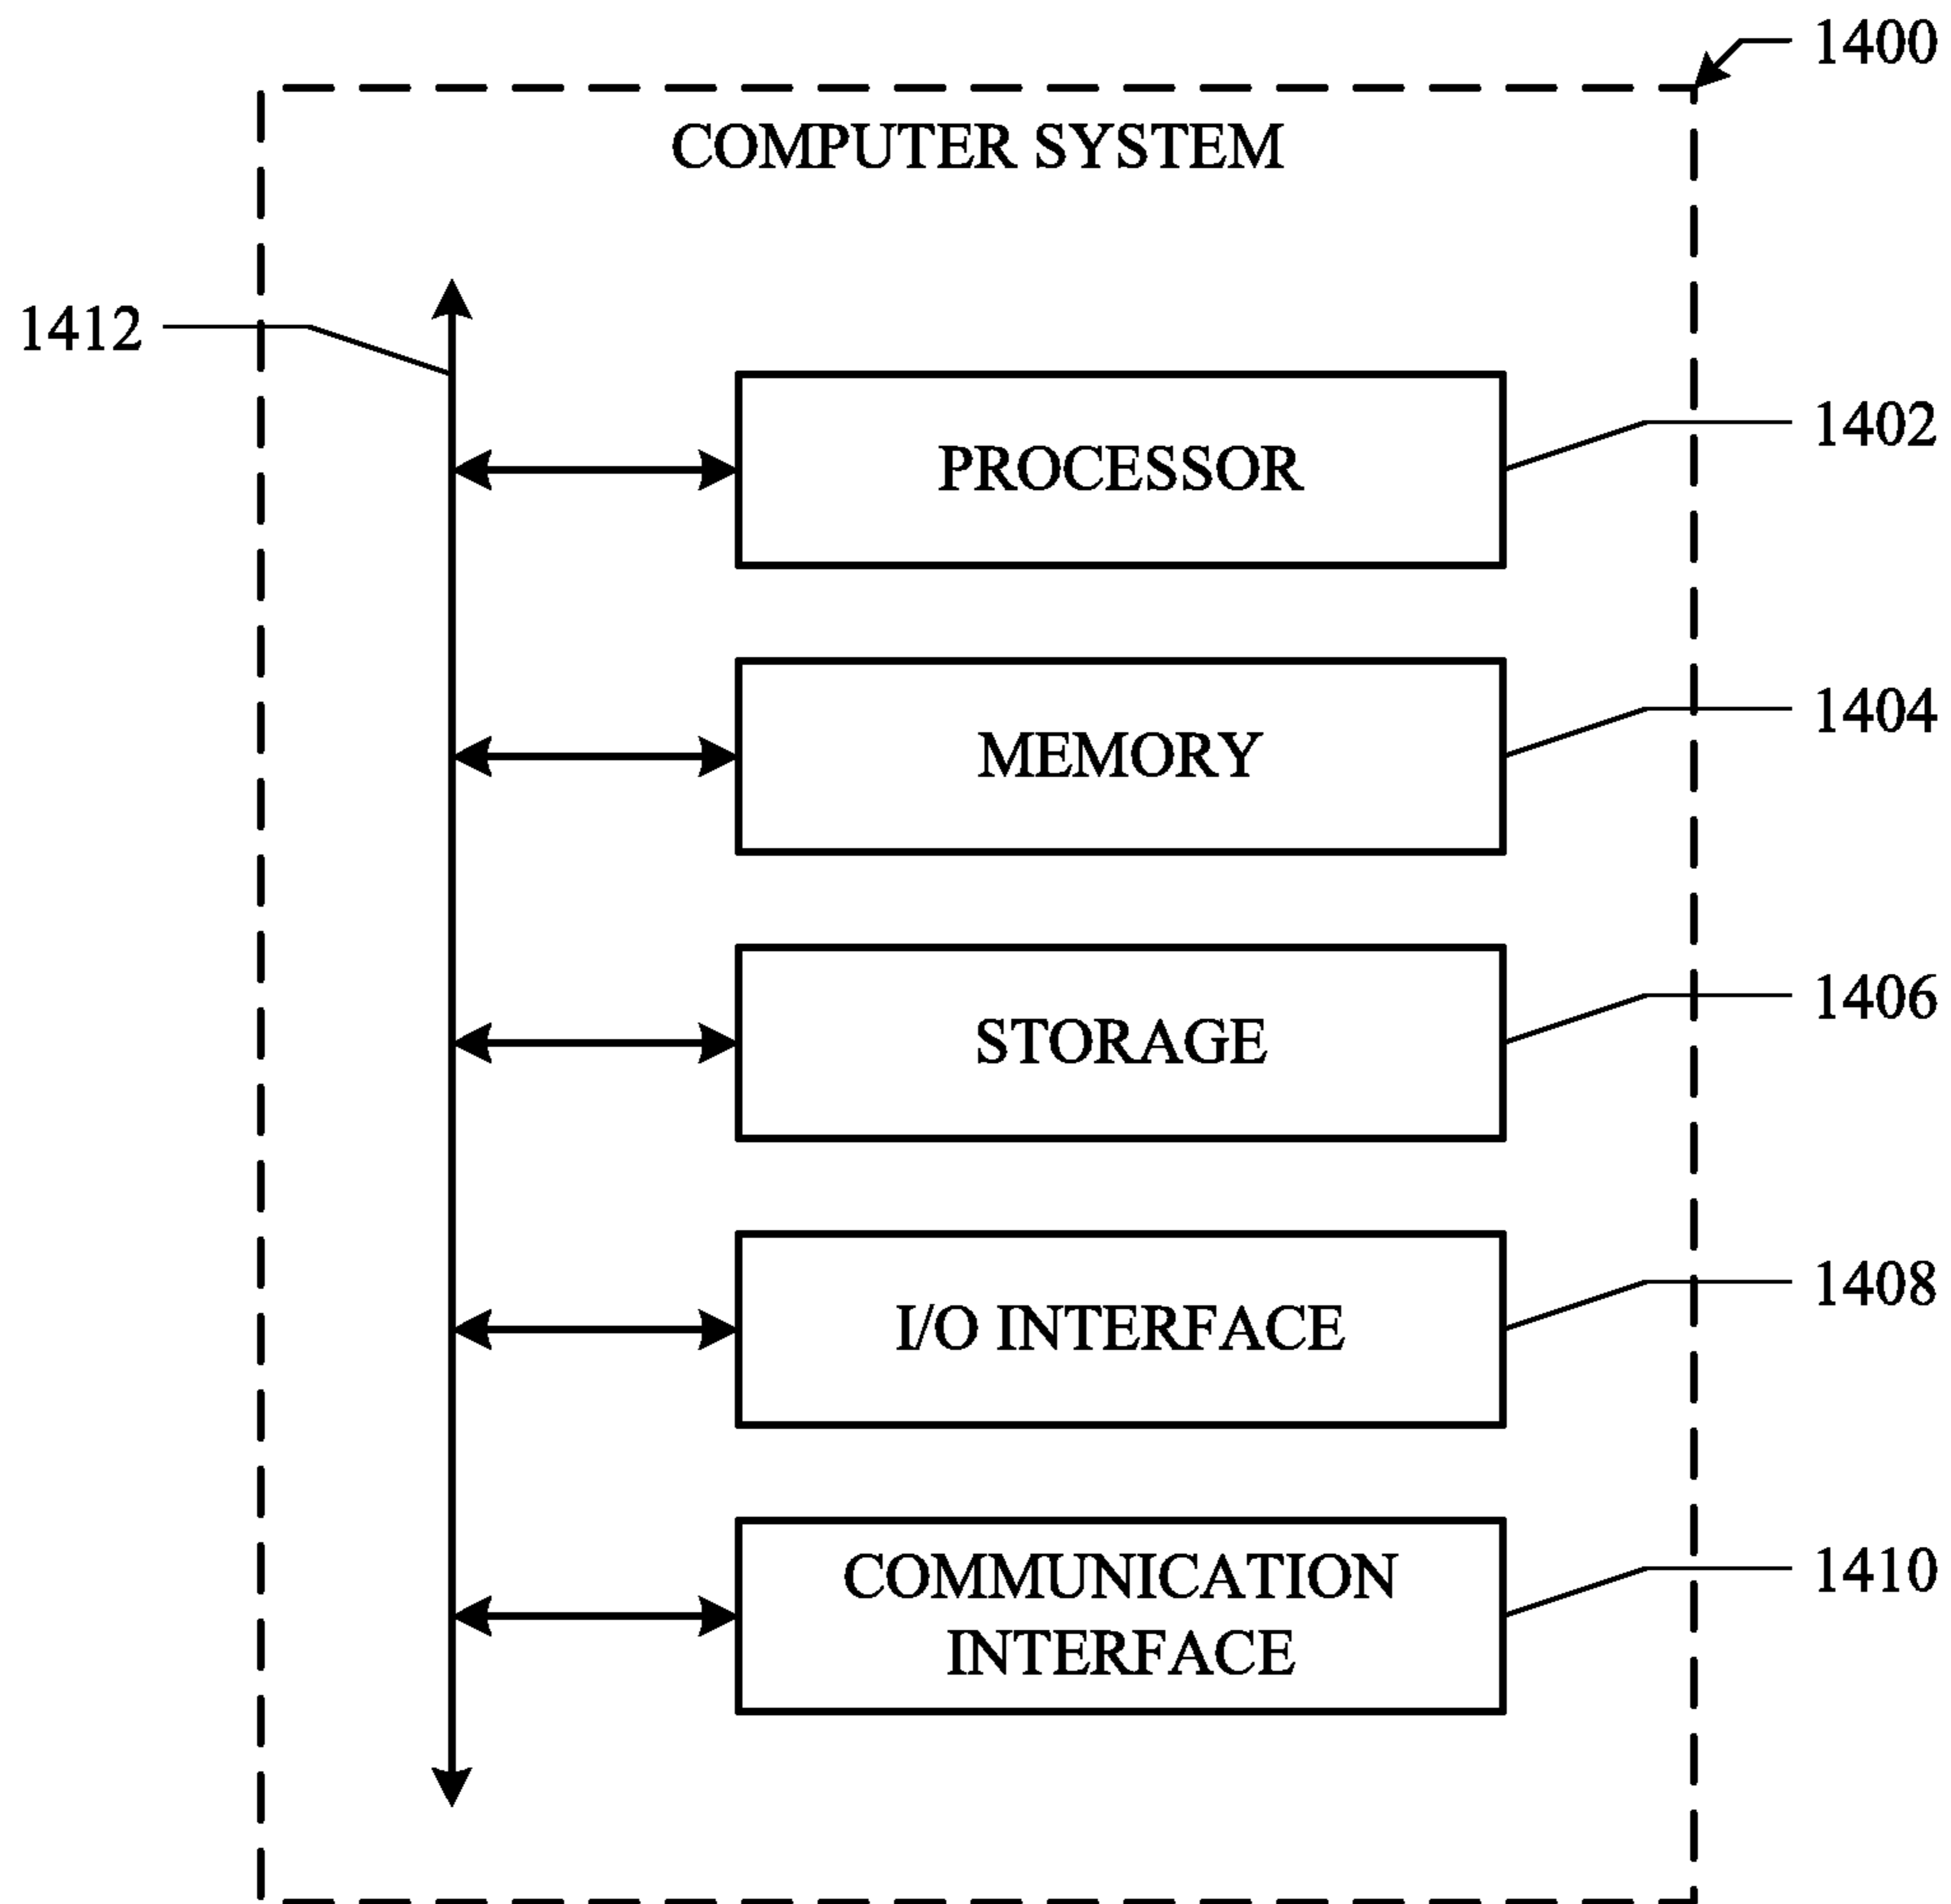 1400
COMPUTER SYSTEM
1412
1402
PROCESSOR
1404
MEMORY
1406
STORAGE
1408
I/O INTERFACE
1410
COMMUNICATION
INTERFACE